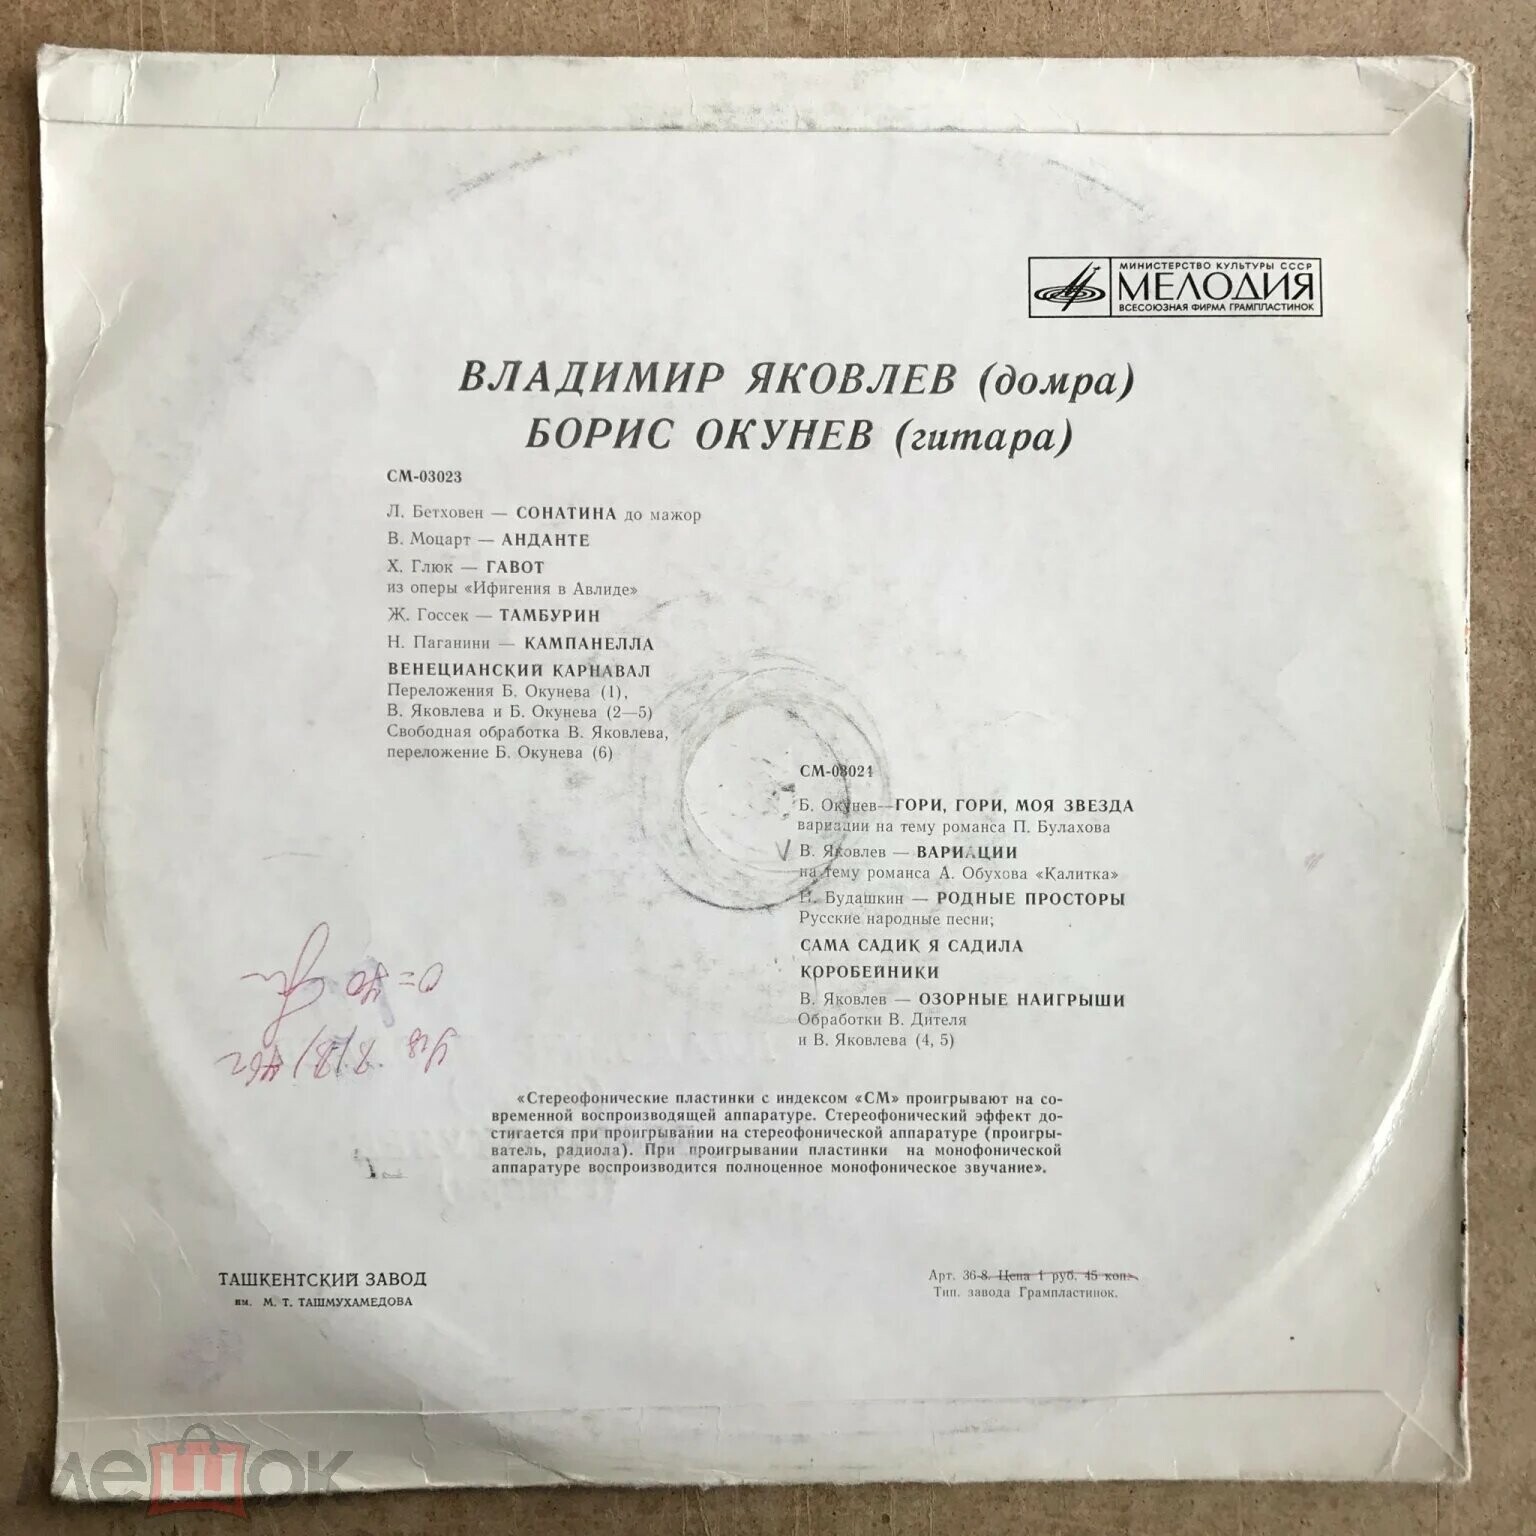 МИНИСТЕРСТВО КУЛЬТУРЫ СССР
МЕЛОДИЯ
ВСЕСОЮЗНАЯ ФИРМА ГРАМПЛАСТИНОК
ВЛАДИМИР ЯКОВЛЕВ (домра)
БОРИС ОКУНЕВ (гитара)
СМ-03023
Л. Бетховен — СОНАТИНА до мажор
В. Моцарт — АНДАНТЕ
Х. Глюк — ГАВОТ
из оперы «Ифигения в Авлиде»
Ж. Госсек — ТАМБУРИН
Н. Паганини — КАМПАНЕЛЛА
ВЕНЕЦИАНСКИЙ КАРНАВАЛ
Переложения Б. Окунева (1),
В. Яковлева и Б. Окунева (2—5)
Свободная обработка В. Яковлева,
переложение Б. Окунева (6)
СМ-03024
Б. Окунев—ГОРИ, ГОРИ, МОЯ ЗВЕЗДА
вариации на тему романса П. Булахова
В. Яковлев — ВАРИАЦИИ
на тему романса А. Обухова «Калитка»
Н. Будашкин — РОДНЫЕ ПРОСТОРЫ
Русские народные песни;
САМА САДИК Я САДИЛА
КОРОБЕЙНИКИ
В. Яковлев — ОЗОРНЫЕ НАИГРЫШИ
Обработки В. Дителя
и В. Яковлева (4, 5)
«Стереофонические пластинки с индексом «СМ» проигрывают на со-
временной воспроизводящей аппаратуре. Стереофонический эффект до-
стигается при проигрывании на стереофонической аппаратуре (проигры-
ватель, радиола). При проигрывании пластинки на монофонической
аппаратуре воспроизводится полноценное монофоническое звучание».
ТАШКЕНТСКИЙ ЗАВОД
им. М. Т. ТАШМУХАМЕДОВА
Арт. 36-8. Цена 1 руб. 45 коп.
Тип. завода Грампластинок.
0=40
мешок